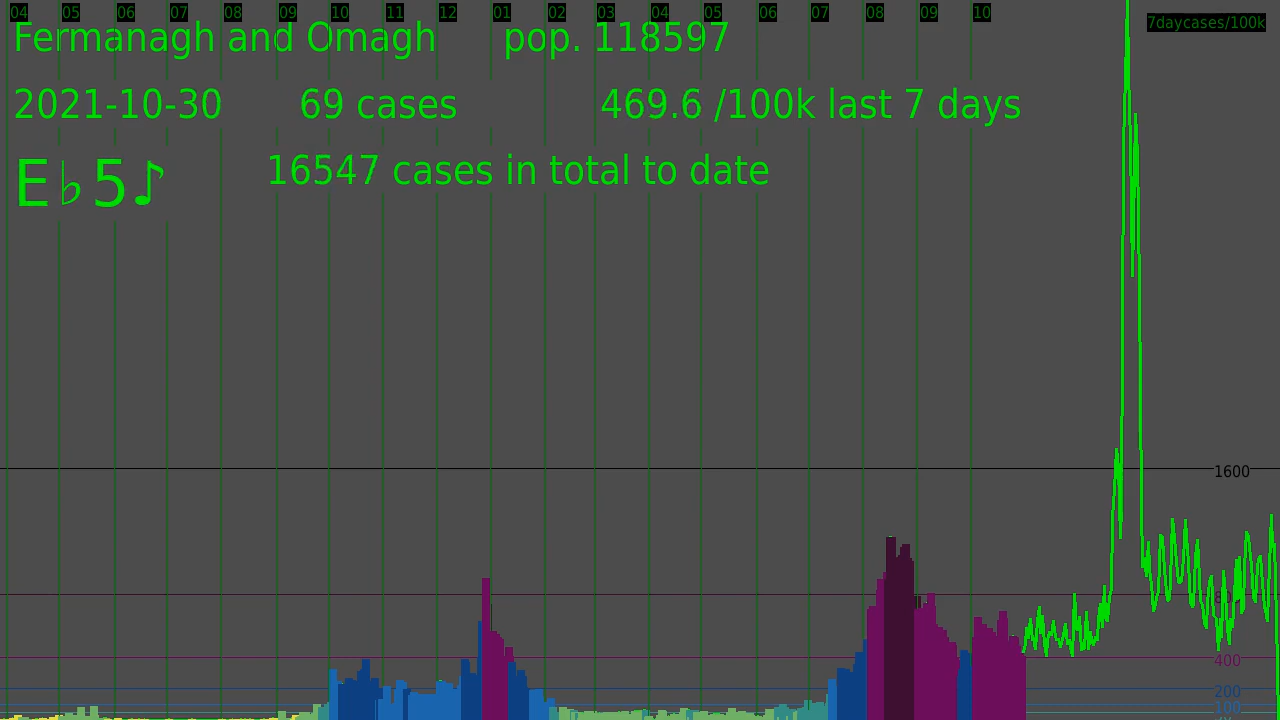 04 05 06 07 08 09 10 11 12 01 02 03 04 05 06 07 08 09 10
7daycases/100k
Fermanagh and Omagh pop. 118597
2021-10-30 69 cases 469.6 /100k last 7 days
E♭5♪ 16547 cases in total to date
1600
400
200
100